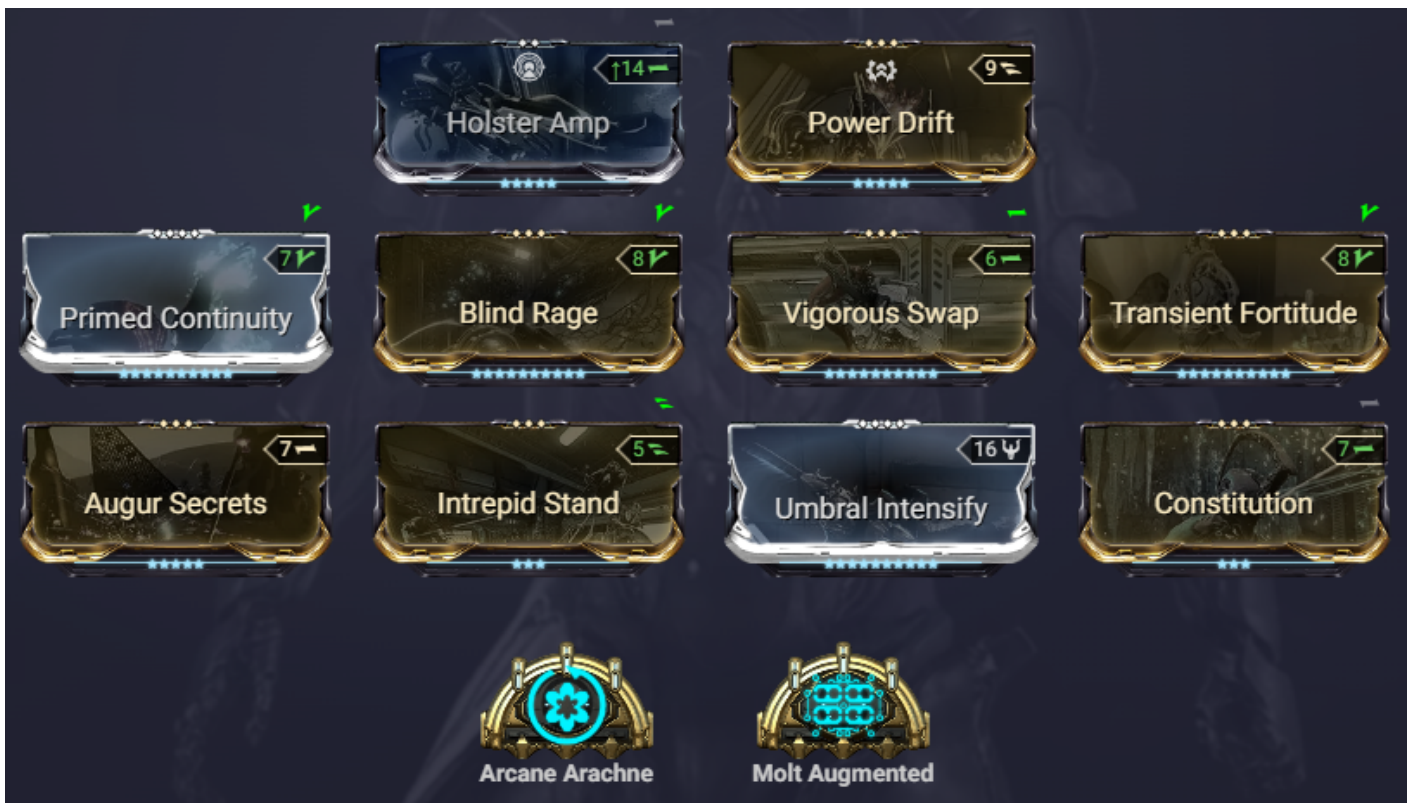 ↑14
Holster Amp
9
Power Drift
7
Primed Continuity
8
Blind Rage
6
Vigorous Swap
8
Transient Fortitude
7
Augur Secrets
5
Intrepid Stand
16
Umbral Intensify
7
Constitution
Arcane Arachne
Molt Augmented